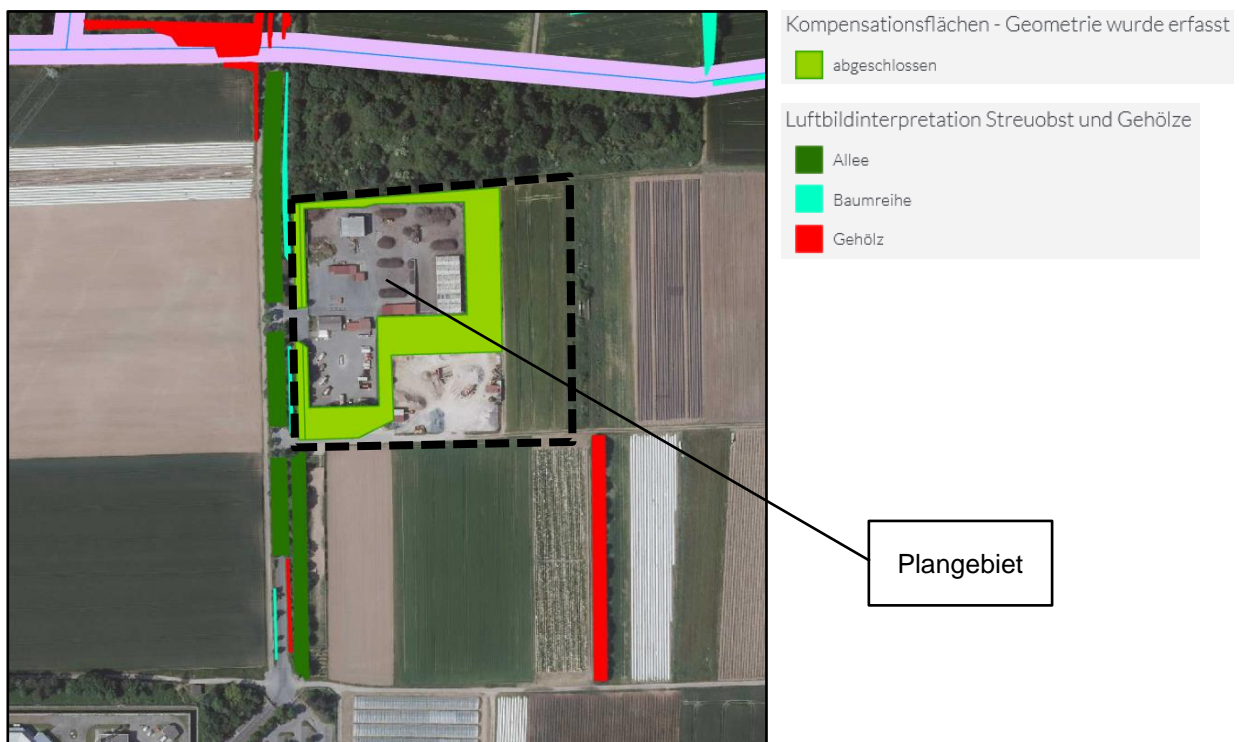 Kompensationsflächen - Geometrie wurde erfasst
abgeschlossen
Luftbildinterpretation Streuobst und Gehölze
Allee
Baumreihe
Gehölz
Plangebiet